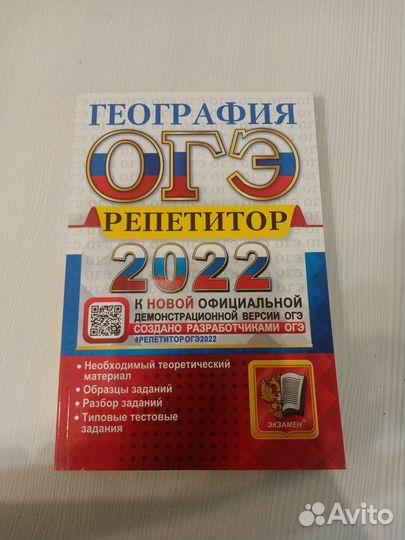 ГЕОГРАФИЯ
ОГЭ
РЕПЕТИТОР
2022
К НОВОЙ ОФИЦИАЛЬНОЙ
ДЕМОНСТРАЦИОННОЙ ВЕРСИИ ОГЭ
СОЗДАНО РАЗРАБОТЧИКАМИ ОГЭ
#РЕПЕТИТОРОГЭ2022
• Необходимый теоретический
материал
• Образцы заданий
• Разбор заданий
• Типовые тестовые
задания
ЭКЗАМЕН
Avito